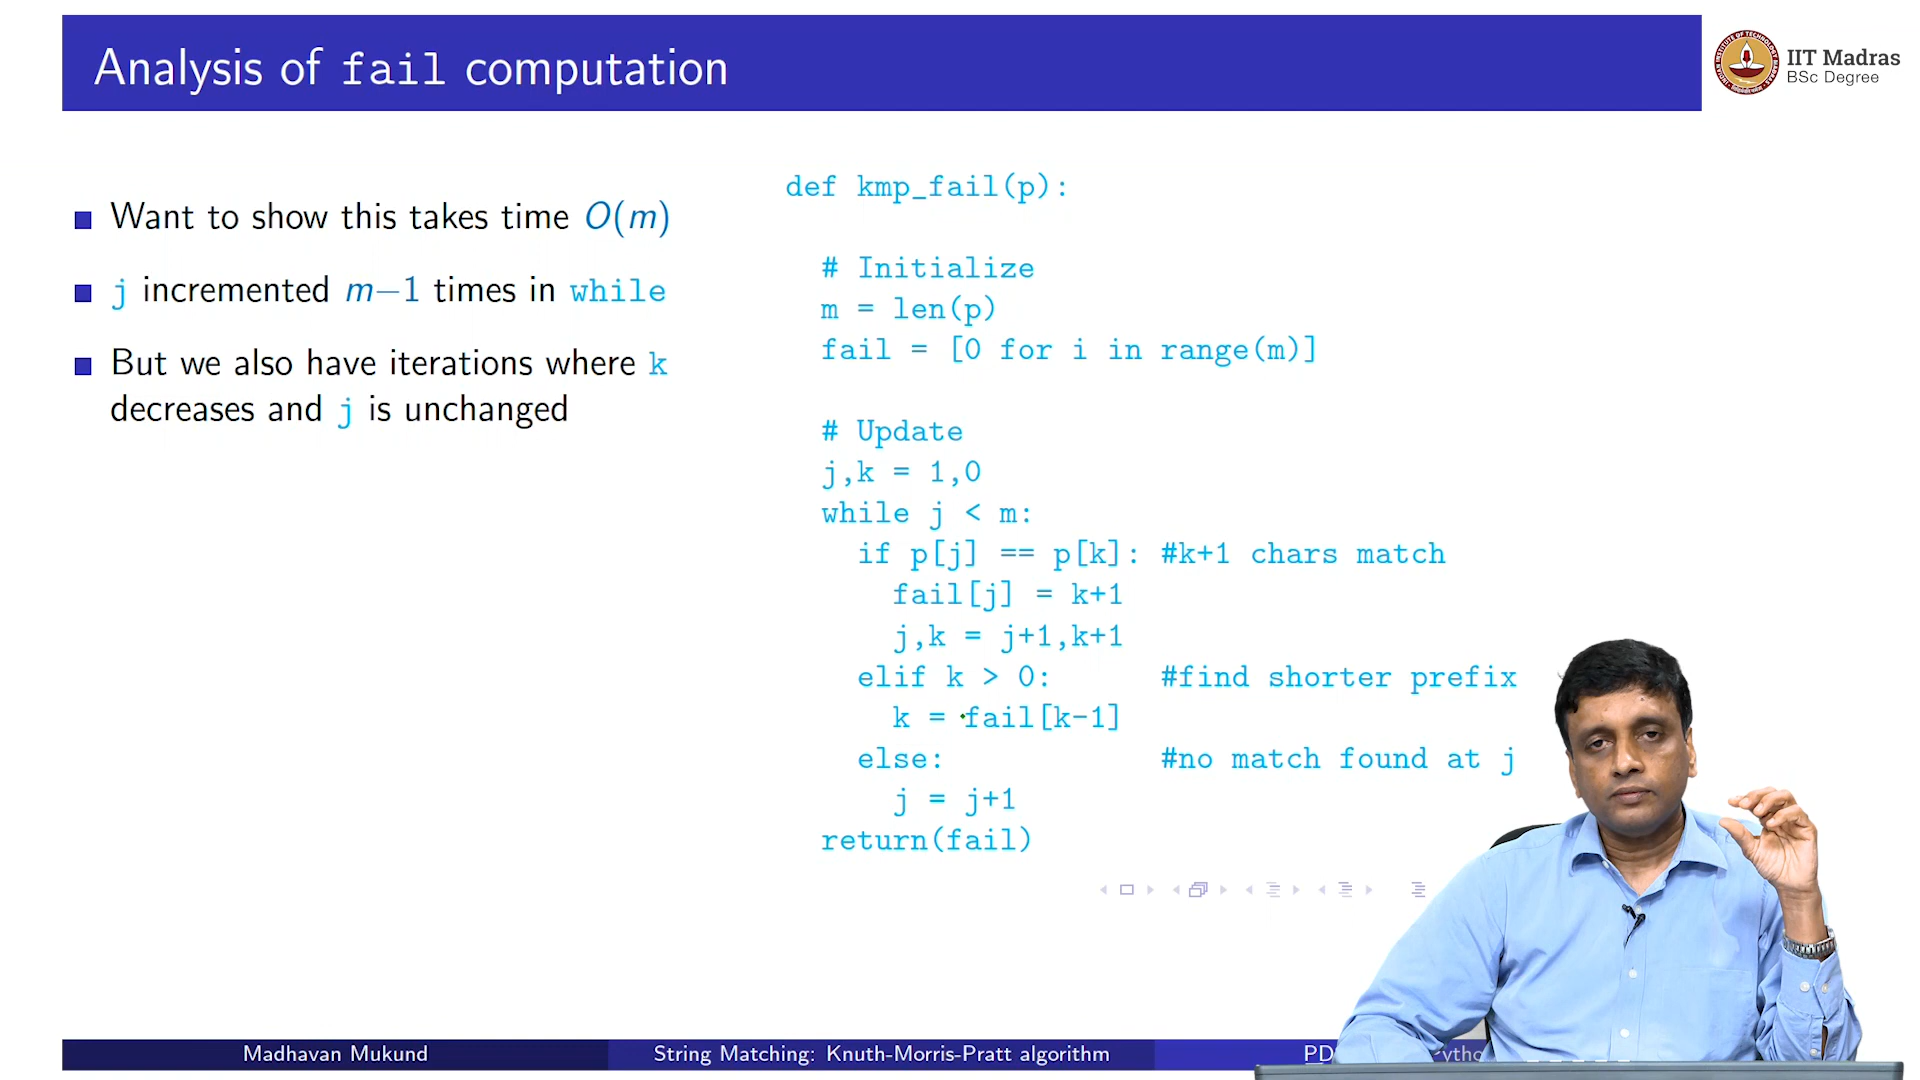 Analysis of fail computation
IIT Madras
BSc Degree
Want to show this takes time O(m)
j incremented m−1 times in while
But we also have iterations where k
decreases and j is unchanged
def kmp_fail(p):
# Initialize
m = len(p)
fail = [0 for i in range(m)]
# Update
j,k = 1,0
while j < m:
if p[j] == p[k]: #k+1 chars match
fail[j] = k+1
j,k = j+1,k+1
elif k > 0: #find shorter prefix
k = fail[k-1]
else: #no match found at j
j = j+1
return(fail)
Madhavan Mukund
String Matching: Knuth-Morris-Pratt algorithm